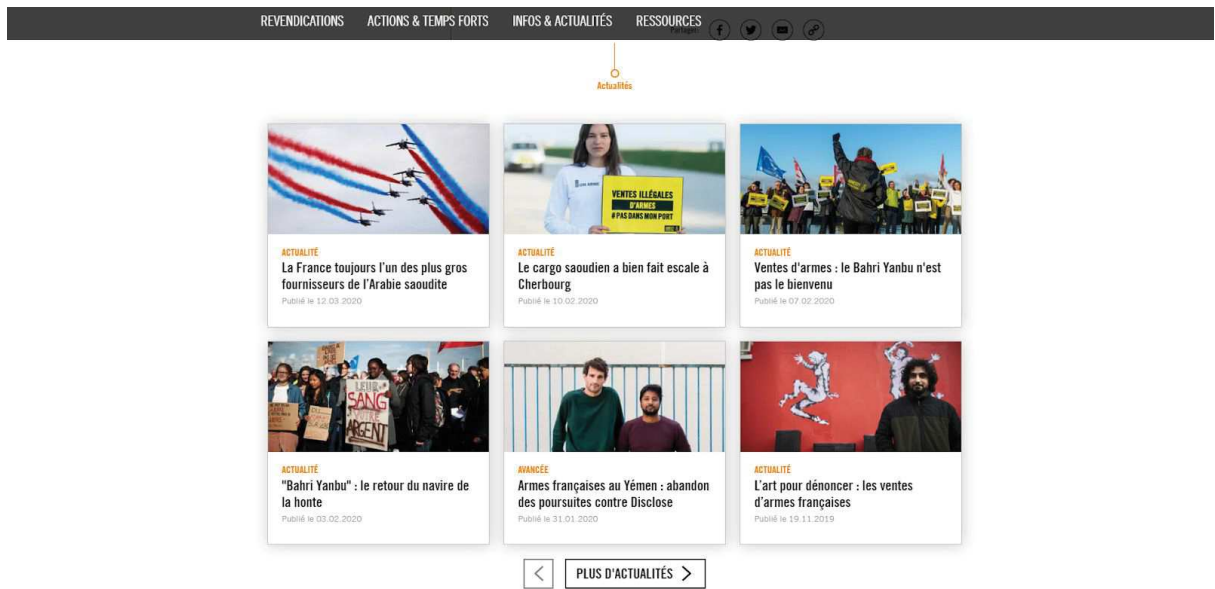 REVENDICATIONS ACTIONS & TEMPS FORTS INFOS & ACTUALITÉS RESSOURCES
Partager:
Actualités
VENTES ILLÉGALES
D'ARMES
#PAS DANS MON PORT
ACTUALITÉ
La France toujours l'un des plus gros
fournisseurs de l'Arabie saoudite
Publié le 12.03.2020
ACTUALITÉ
Le cargo saoudien a bien fait escale à
Cherbourg
Publié le 10.02.2020
ACTUALITÉ
Ventes d'armes : le Bahri Yanbu n'est
pas le bienvenu
Publié le 07.02.2020
LEUR
SANG
NOTRE
ARGENT
ACTUALITÉ
"Bahri Yanbu" : le retour du navire de
la honte
Publié le 03.02.2020
AVANCÉE
Armes françaises au Yémen : abandon
des poursuites contre Disclose
Publié le 31.01.2020
ACTUALITÉ
L'art pour dénoncer : les ventes
d'armes françaises
Publié le 19.11.2019
PLUS D'ACTUALITÉS